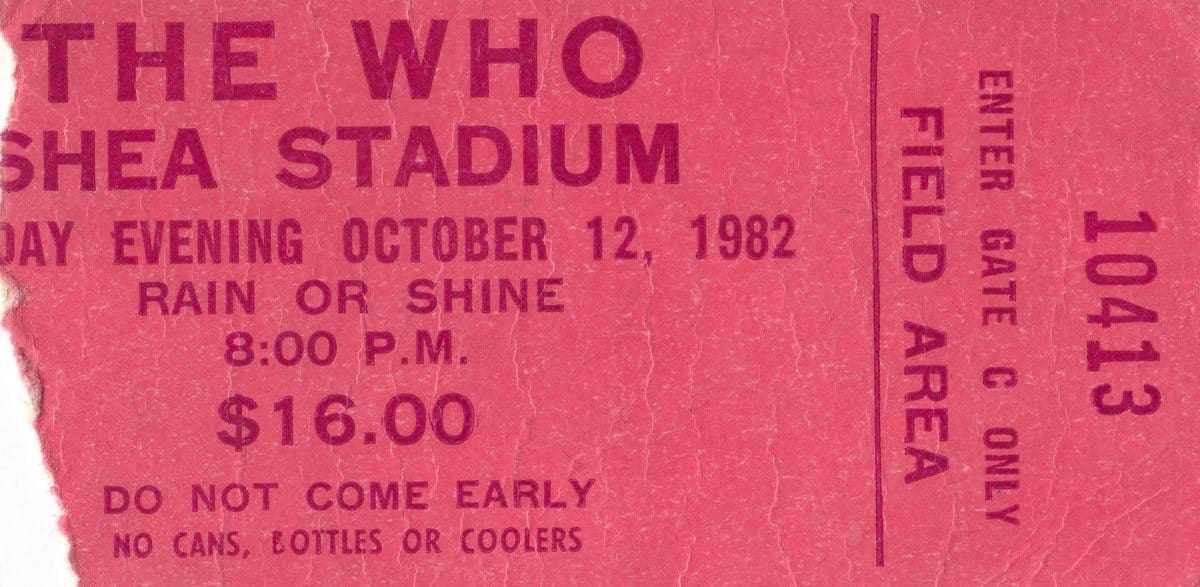 THE WHO
SHEA STADIUM
DAY EVENING OCTOBER 12, 1982
RAIN OR SHINE
8:00 P.M.
$16.00
DO NOT COME EARLY
NO CANS, BOTTLES OR COOLERS
FIELD AREA
ENTER GATE C ONLY
10413